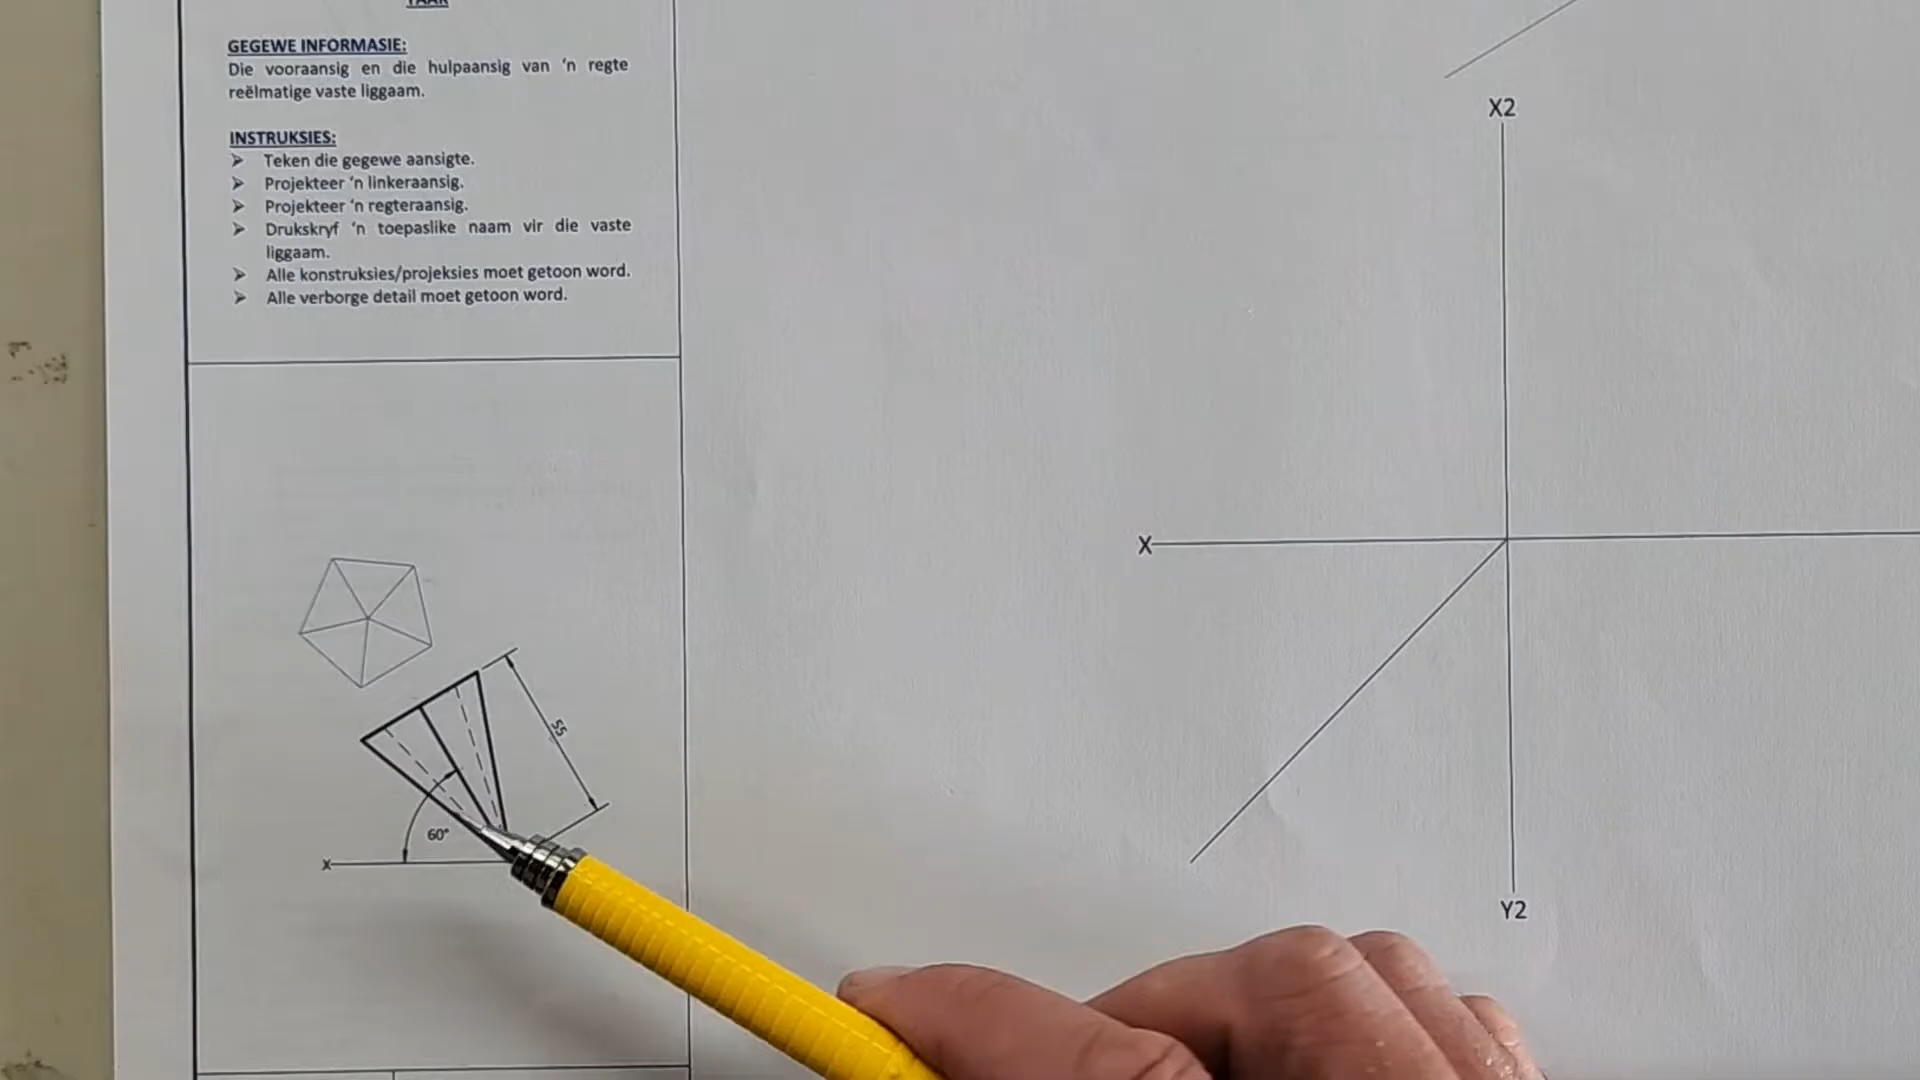 GEGEWE INFORMASIE:
Die vooraansig en die hulpaansig van ‘n regte
reëlmatige vaste liggaam.
INSTRUKSIES:
➢ Teken die gegewe aansigte.
➢ Projekteer ‘n linkeraansig.
➢ Projekteer ‘n regteraansig.
➢ Drukskryf ‘n toepaslike naam vir die vaste
liggaam.
➢ Alle konstruksies/projeksies moet getoon word.
➢ Alle verborge detail moet getoon word.
55
60°
x
X2
X
Y2